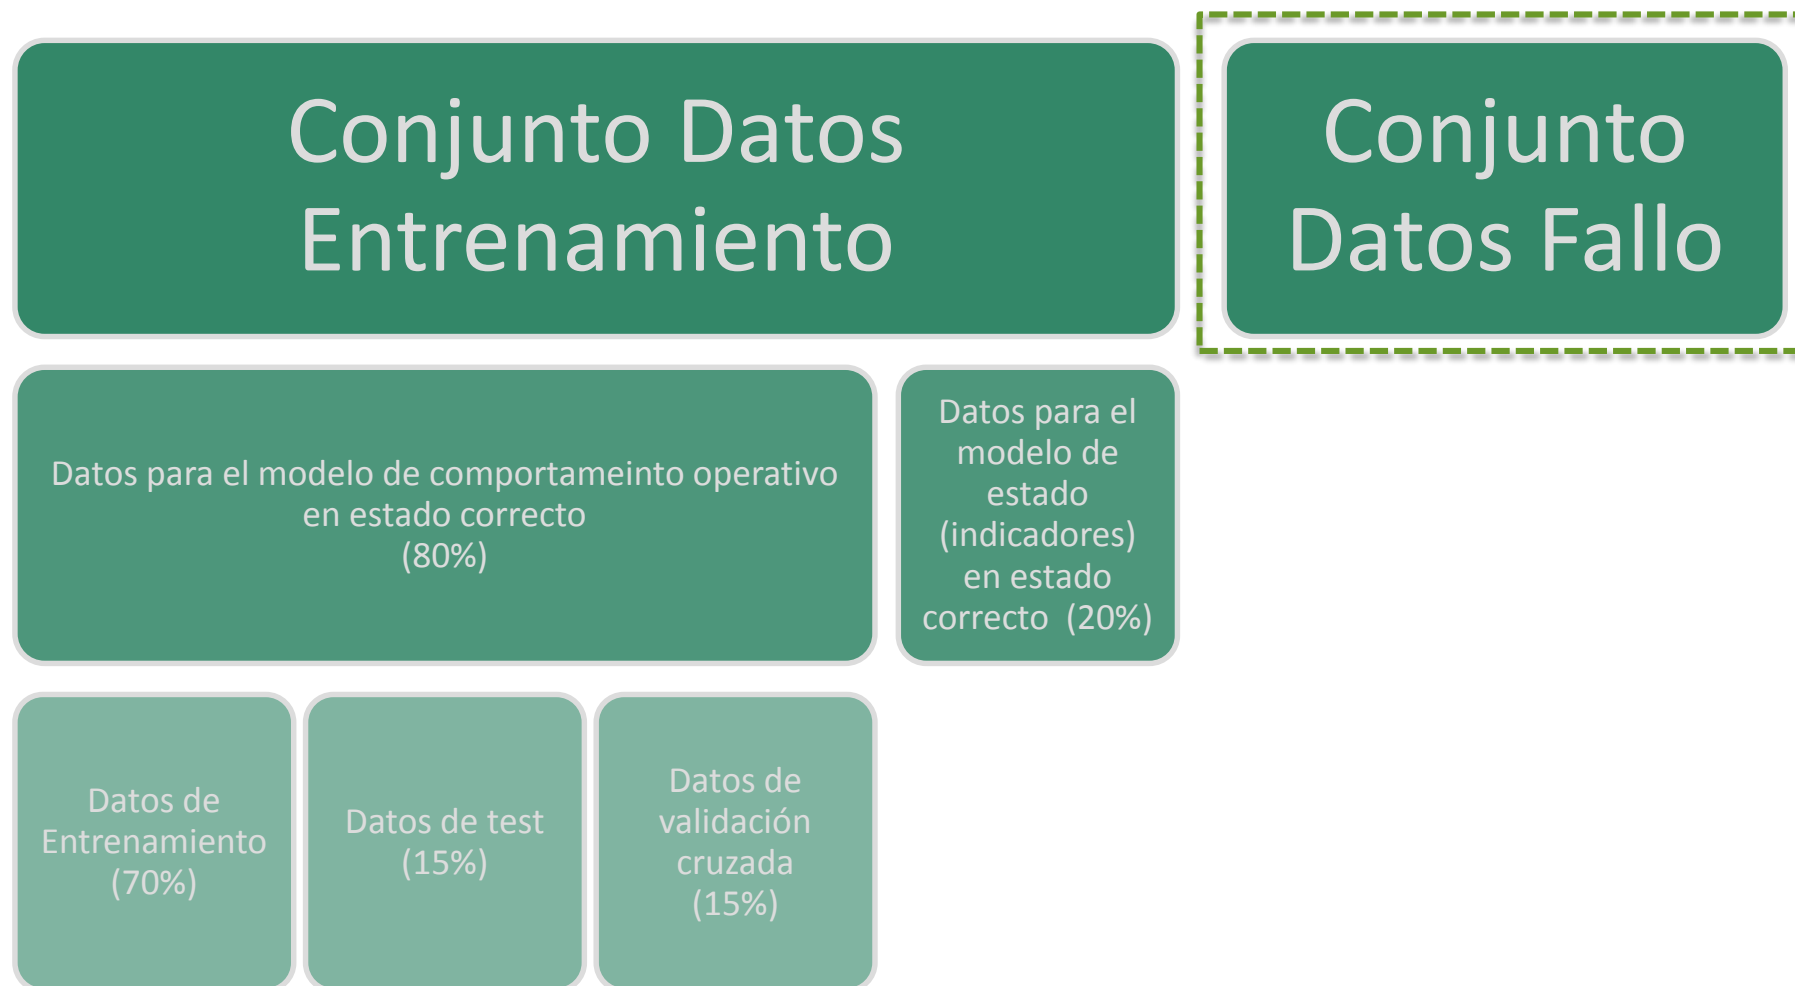 Conjunto Datos
Entrenamiento
Conjunto
Datos Fallo
Datos para el modelo de comportameinto operativo
en estado correcto
(80%)
Datos para el
modelo de
estado
(indicadores)
en estado
correcto (20%)
Datos de
Entrenamiento
(70%)
Datos de test
(15%)
Datos de
validación
cruzada
(15%)